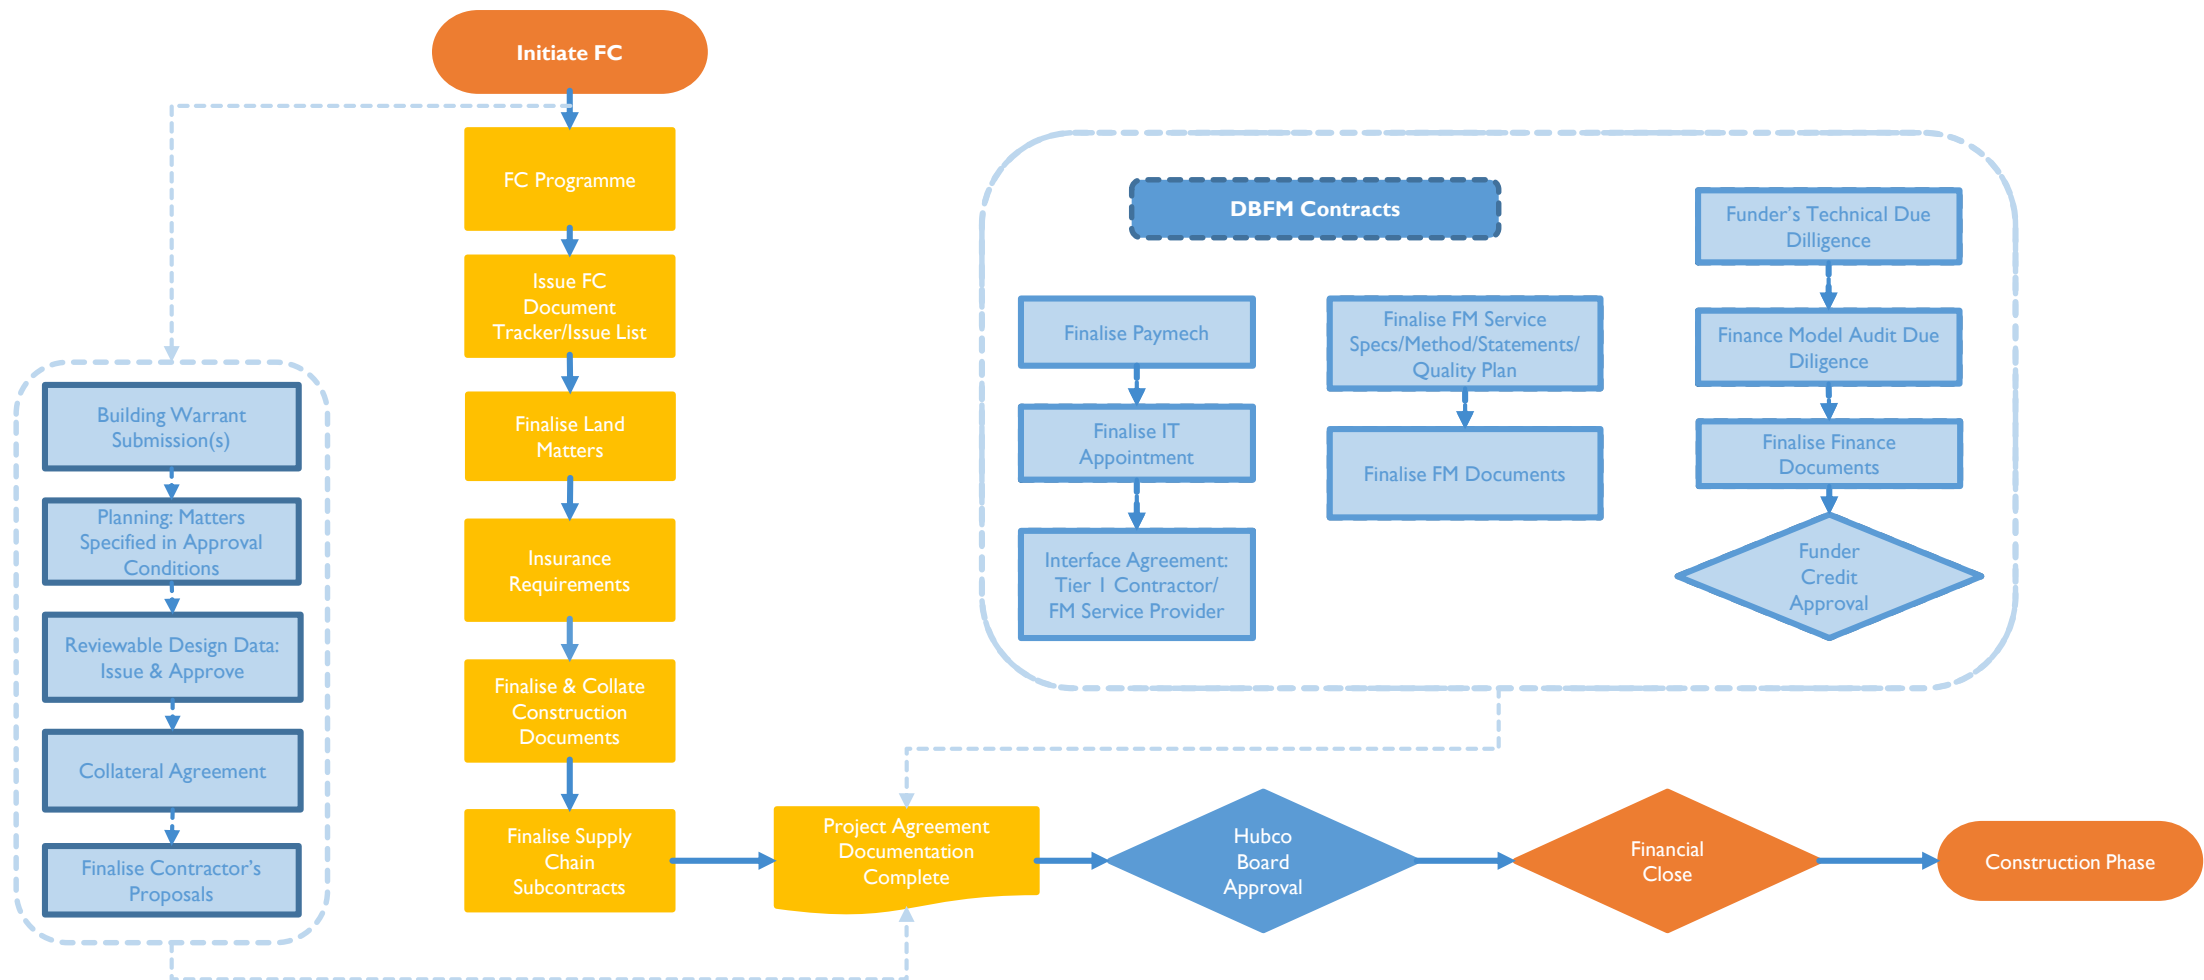 Initiate FC
FC Programme
Issue FC
Document
Tracker/Issue List
Finalise Land
Matters
Insurance
Requirements
Finalise & Collate
Construction
Documents
Finalise Supply
Chain
Subcontracts
Building Warrant
Submission(s)
Planning: Matters
Specified in Approval
Conditions
Reviewable Design Data:
Issue & Approve
Collateral Agreement
Finalise Contractor's
Proposals
DBFM Contracts
Finalise Paymech
Finalise IT
Appointment
Interface Agreement:
Tier 1 Contractor/
FM Service Provider
Finalise FM Service
Specs/Method/Statements/
Quality Plan
Finalise FM Documents
Funder's Technical Due
Dilligence
Finance Model Audit Due
Diligence
Finalise Finance
Documents
Funder
Credit
Approval
Project Agreement
Documentation
Complete
Hubco
Board
Approval
Financial
Close
Construction Phase